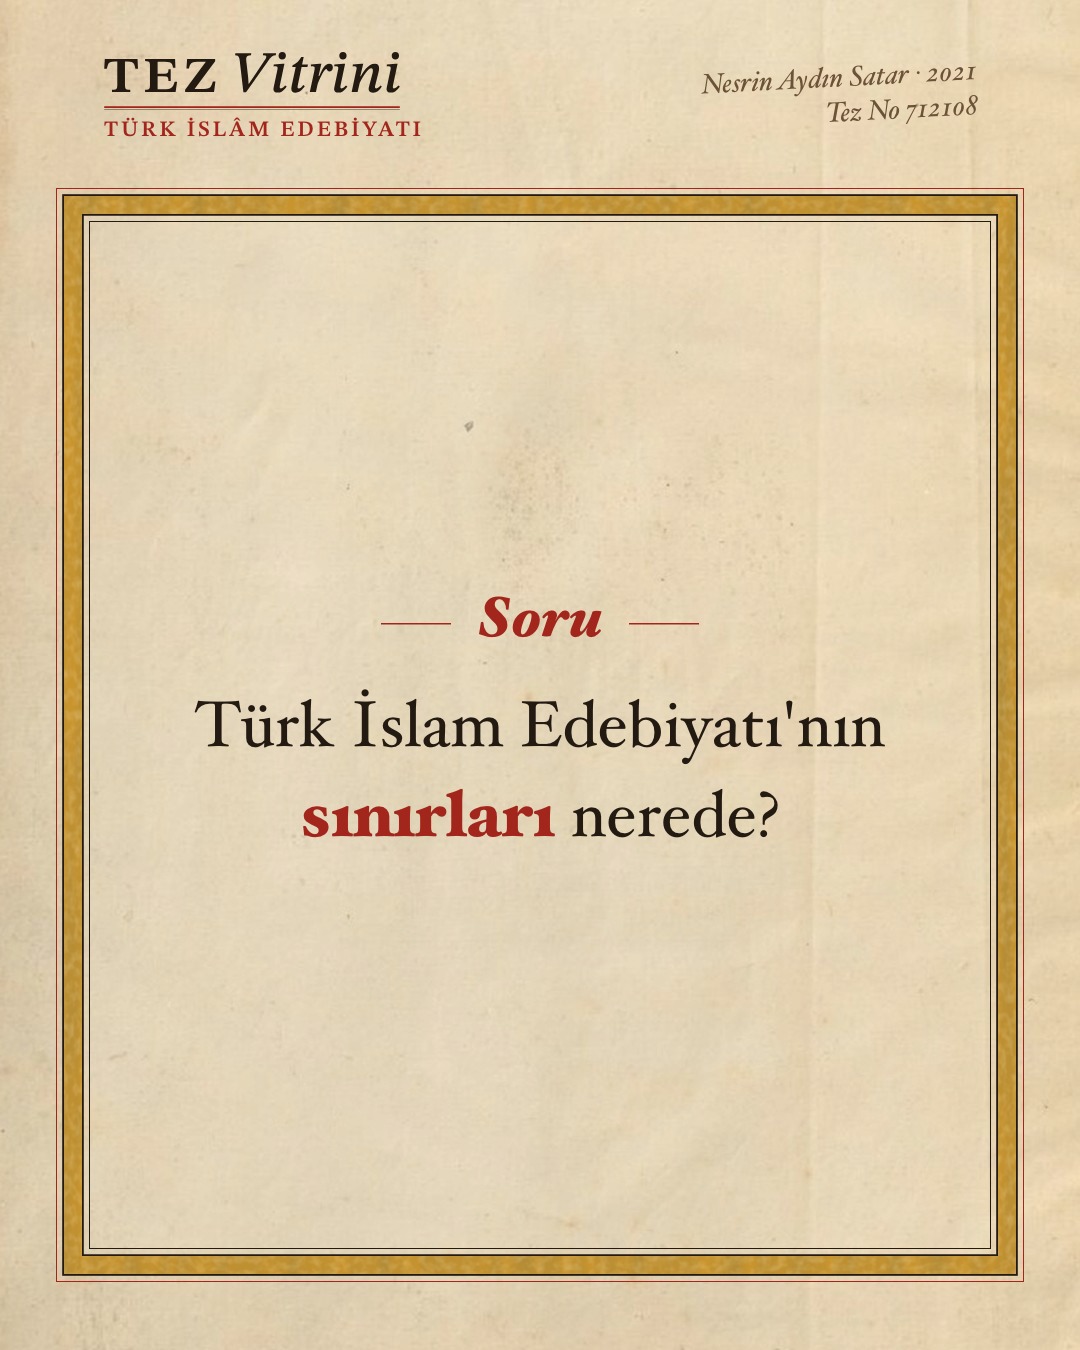 TEZ Vitrini
TÜRK İSLÂM EDEBİYATI
Nesrin Aydın Satar · 2021
Tez No 712108
Soru
Türk İslam Edebiyatı'nın
sınırları nerede?